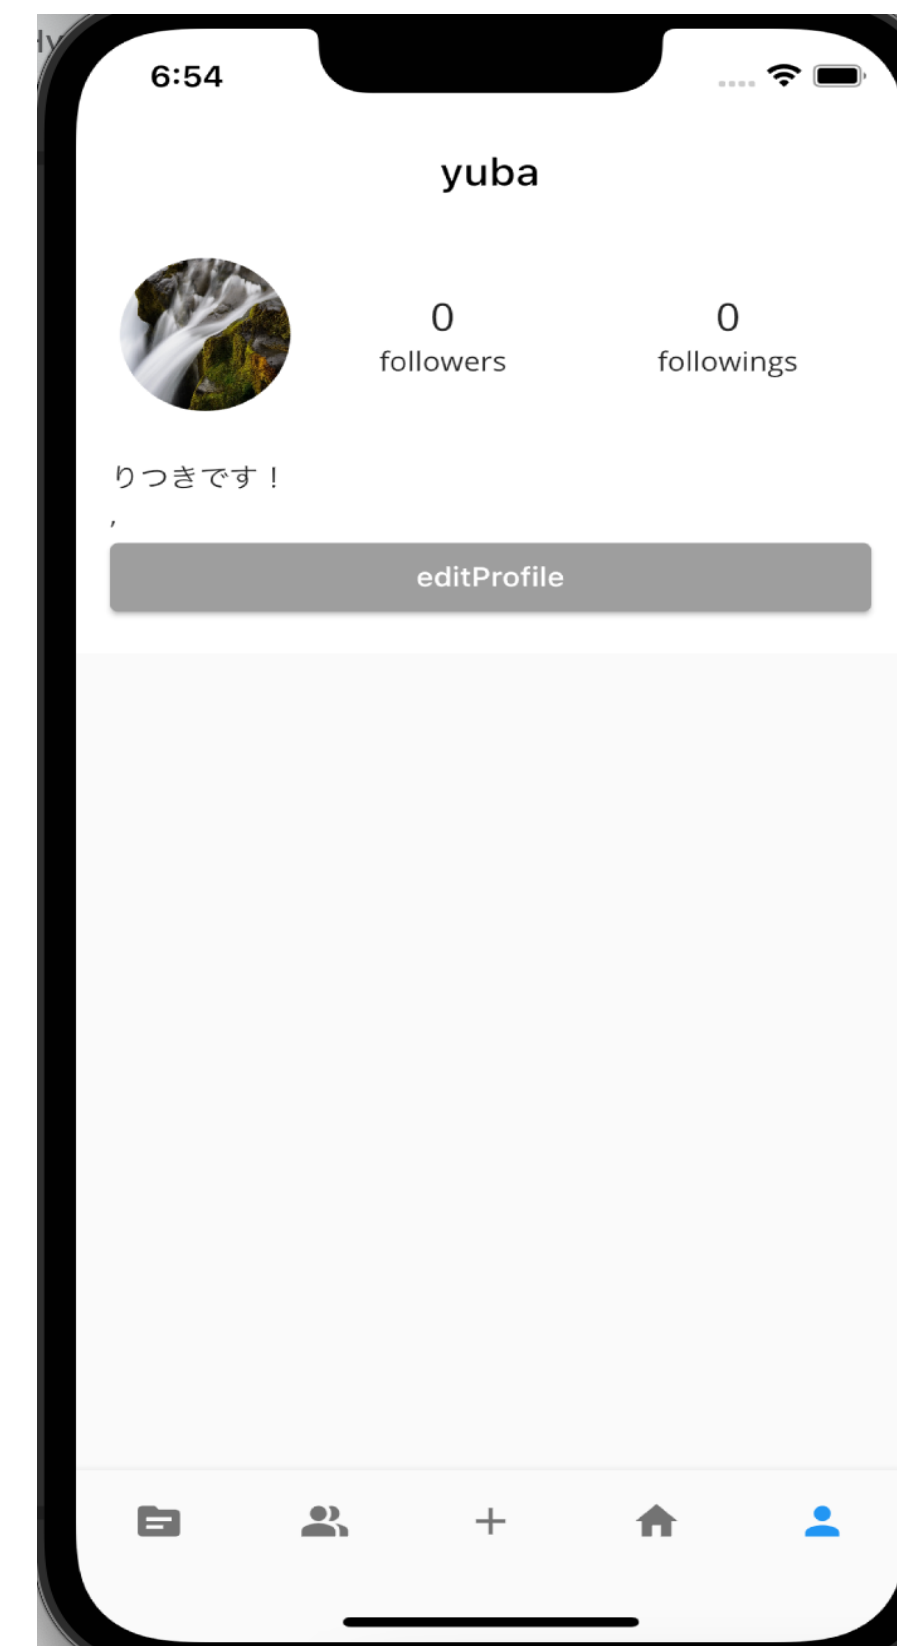 6:54
yuba
0
followers
0
followings
りつきです！
,
editProfile